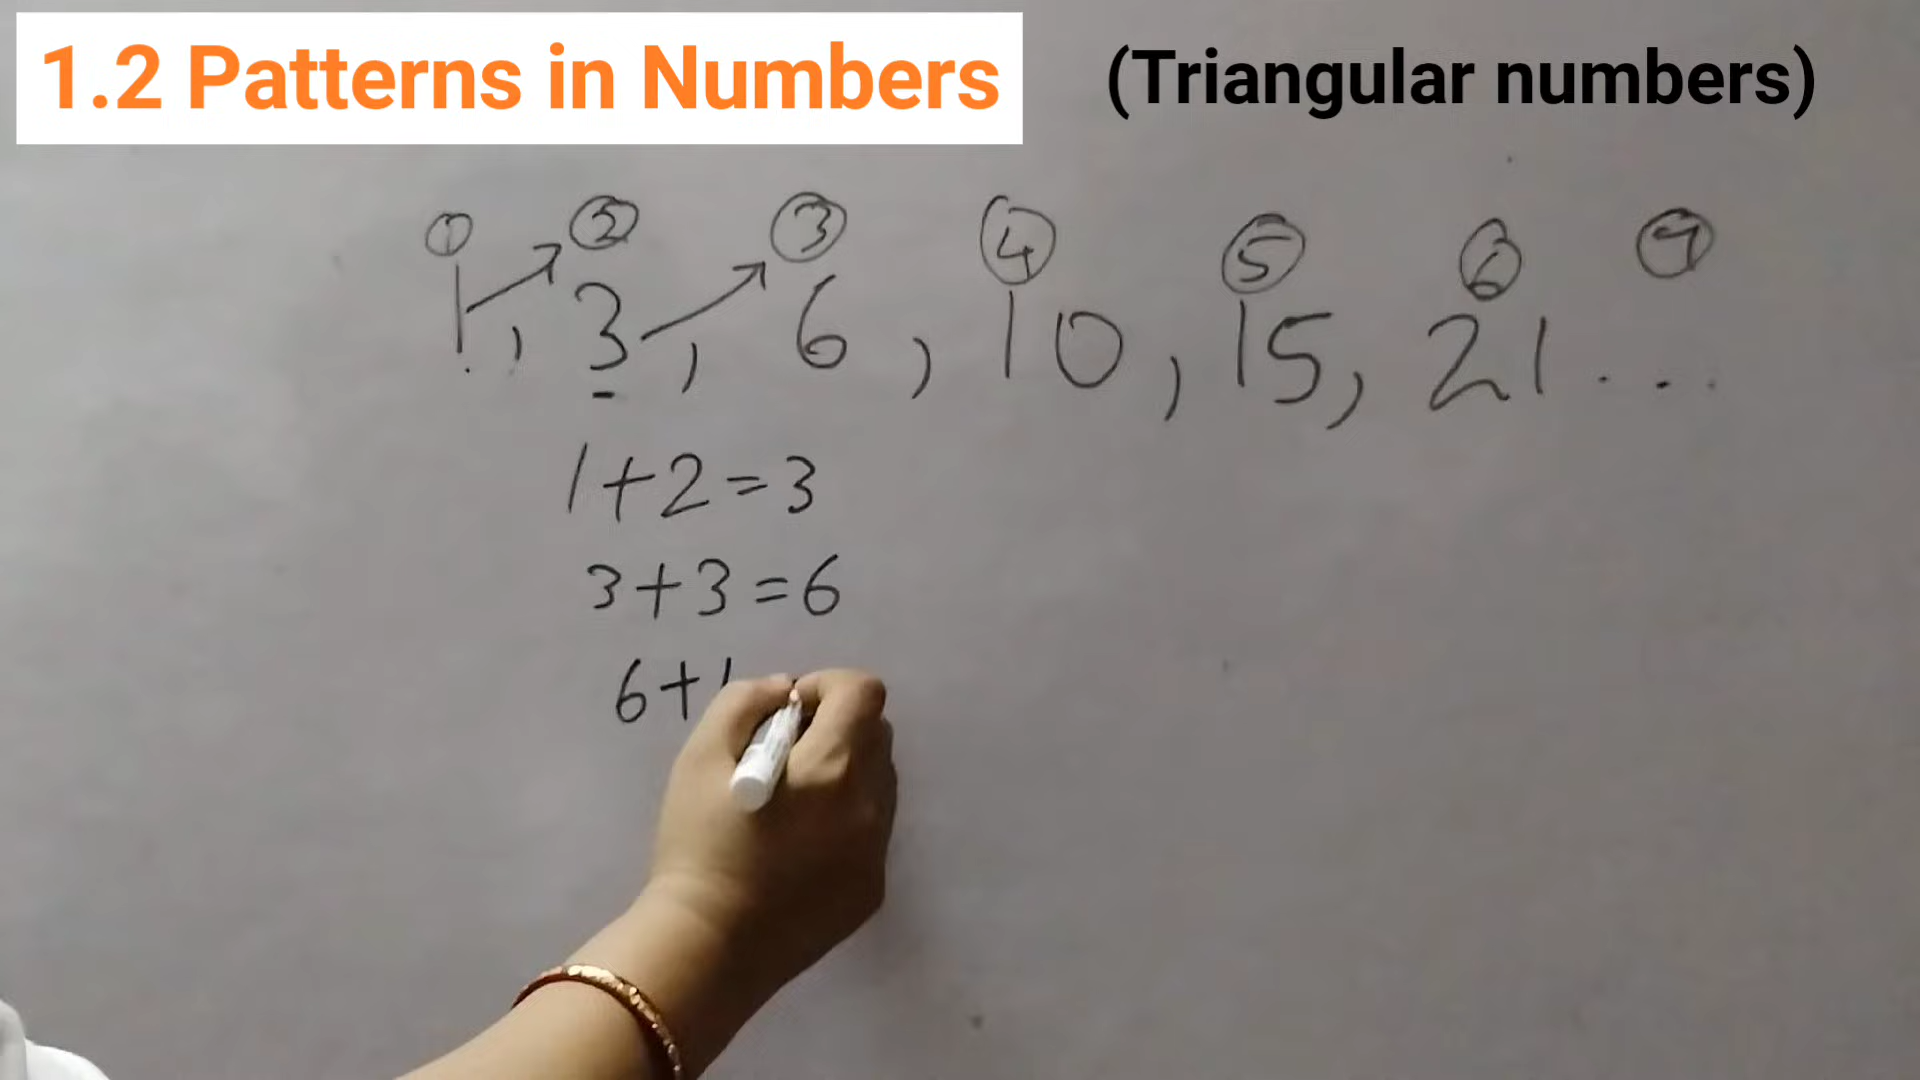 1.2 Patterns in Numbers (Triangular numbers)
1 2 3 4 5 6 7
1, 3, 6, 10, 15, 21...
1+2=3
3+3=6
6+